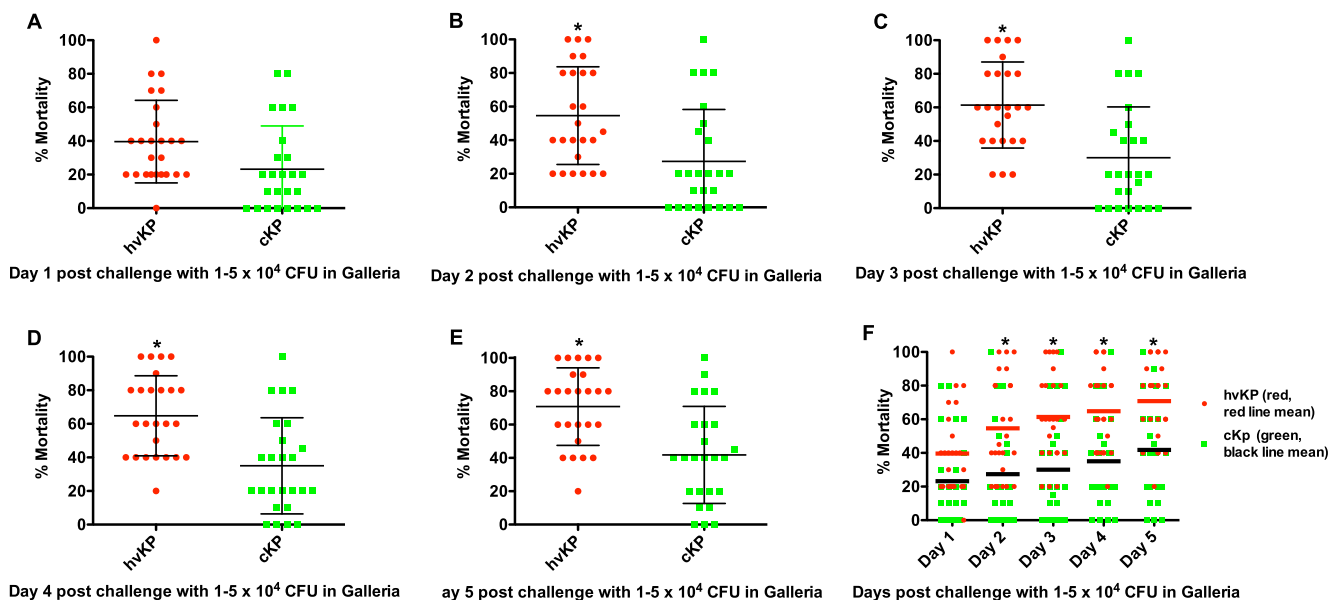 A
% Mortality
100
80
60
40
20
0
hvKP
cKP
Day 1 post challenge with 1-5 x 10⁴ CFU in Galleria
B
*
% Mortality
100
80
60
40
20
0
hvKP
cKP
Day 2 post challenge with 1-5 x 10⁴ CFU in Galleria
C
*
% Mortality
100
80
60
40
20
0
hvKP
cKP
Day 3 post challenge with 1-5 x 10⁴ CFU in Galleria
D
*
% Mortality
100
80
60
40
20
0
hvKP
cKP
Day 4 post challenge with 1-5 x 10⁴ CFU in Galleria
E
*
% Mortality
100
80
60
40
20
0
hvKP
cKP
ay 5 post challenge with 1-5 x 10⁴ CFU in Galleria
F
* * * *
% Mortality
100
80
60
40
20
0
Day 1 Day 2 Day 3 Day 4 Day 5
hvKP (red,
red line mean)
cKp (green,
black line mean)
Days post challenge with 1-5 x 10⁴ CFU in Galleria